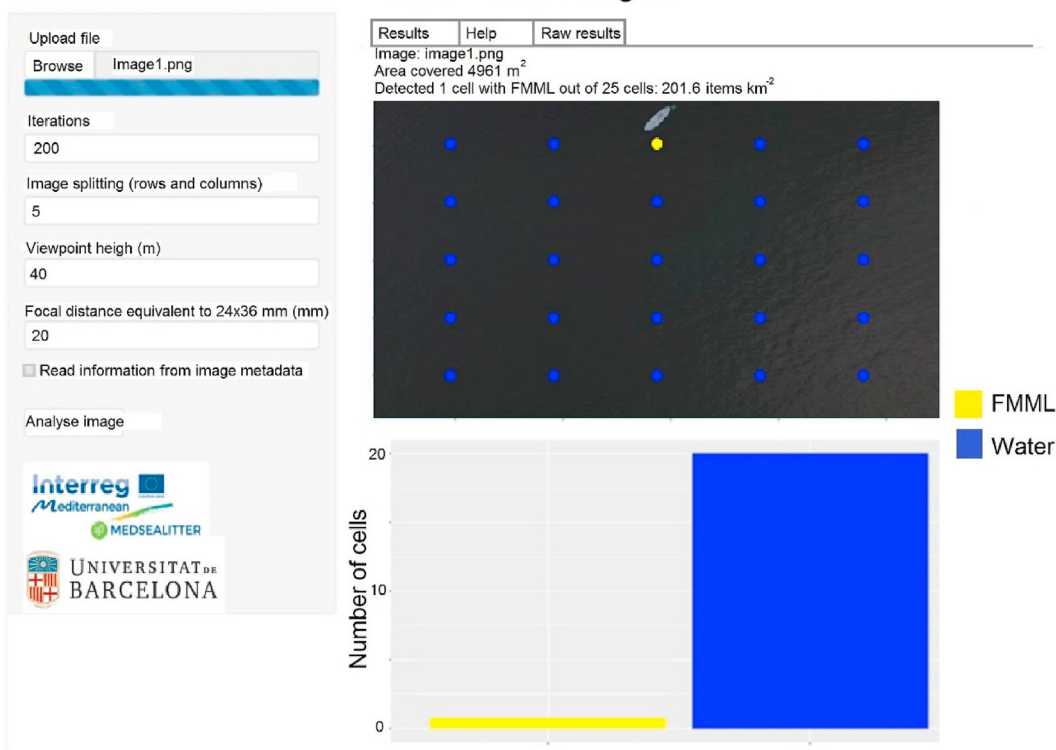 Upload file
Browse
Image1.png
Iterations
200
Image splitting (rows and columns)
5
Viewpoint heigh (m)
40
Focal distance equivalent to 24x36 mm (mm)
20
Read information from image metadata
Analyse image
Interreg
Mediterranean
MEDSEALITTER
UNIVERSITAT DE
BARCELONA
Results
Help
Raw results
Image: image1.png
Area covered 4961 m²
Detected 1 cell with FMML out of 25 cells: 201.6 items km⁻²
FMML
Water
Number of cells
20
10
0